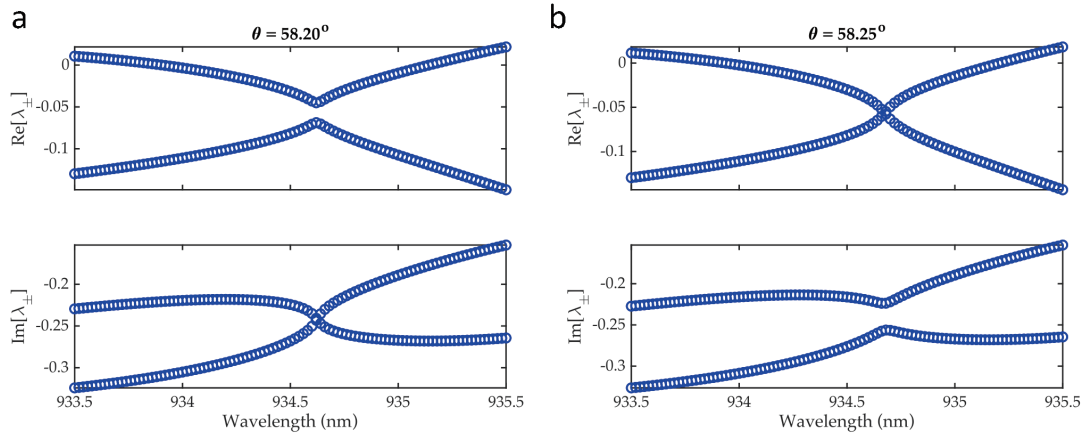 a
θ = 58.20°
Re[λ±]
0
-0.05
-0.1
Im[λ±]
-0.2
-0.25
-0.3
933.5
934
934.5
935
935.5
Wavelength (nm)
b
θ = 58.25°
Re[λ±]
0
-0.05
-0.1
Im[λ±]
-0.2
-0.25
-0.3
933.5
934
934.5
935
935.5
Wavelength (nm)